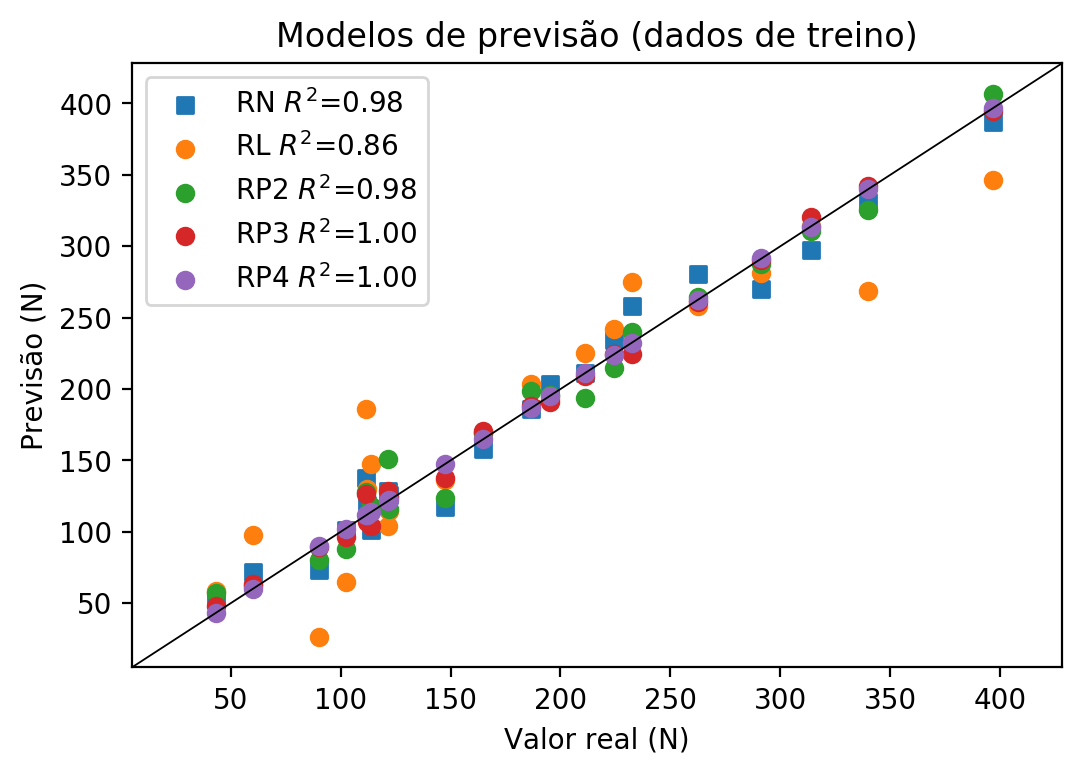 Modelos de previsão (dados de treino)
RN R²=0.98
RL R²=0.86
RP2 R²=0.98
RP3 R²=1.00
RP4 R²=1.00
400
350
300
250
200
150
100
50
Previsão (N)
50 100 150 200 250 300 350 400
Valor real (N)